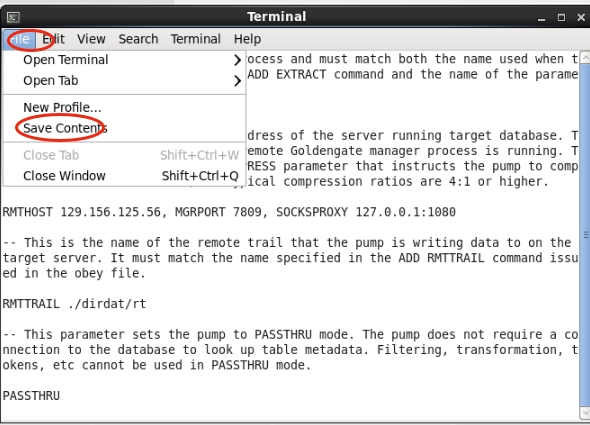 Terminal
File Edit View Search Terminal Help
Open Terminal
Open Tab
New Profile...
Save Contents
Close Tab Shift+Ctrl+W
Close Window Shift+Ctrl+Q
ocess and must match both the name used when t
ADD EXTRACT command and the name of the parame
dress of the server running target database. T
emote Goldengate manager process is running. T
RESS parameter that instructs the pump to comp
ical compression ratios are 4:1 or higher.
RMTHOST 129.156.125.56, MGRPORT 7809, SOCKSPROXY 127.0.0.1:1080
-- This is the name of the remote trail that the pump is writing data to on the
target server. It must match the name specified in the ADD RMTTRAIL command issu
ed in the obey file.
RMTTRAIL ./dirdat/rt
-- This parameter sets the pump to PASSTHRU mode. The pump does not require a co
nnection to the database to look up table metadata. Filtering, transformation, t
okens, etc cannot be used in PASSTHRU mode.
PASSTHRU